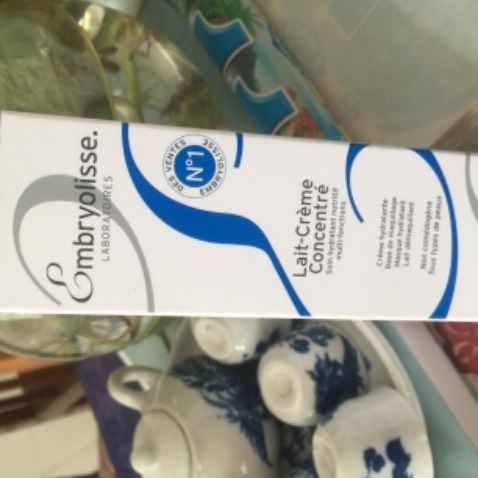 Embryolisse.
LABORATOIRES
DES VENTES
N°1
EMBRYOLISSE
Lait-Crème
Concentré
Soin hydratant nutritif
multi-fonctions
Crème hydratante
Base de maquillage
Masque hydratant
Lait démaquillant
Non comédogène
Tous types de peaux